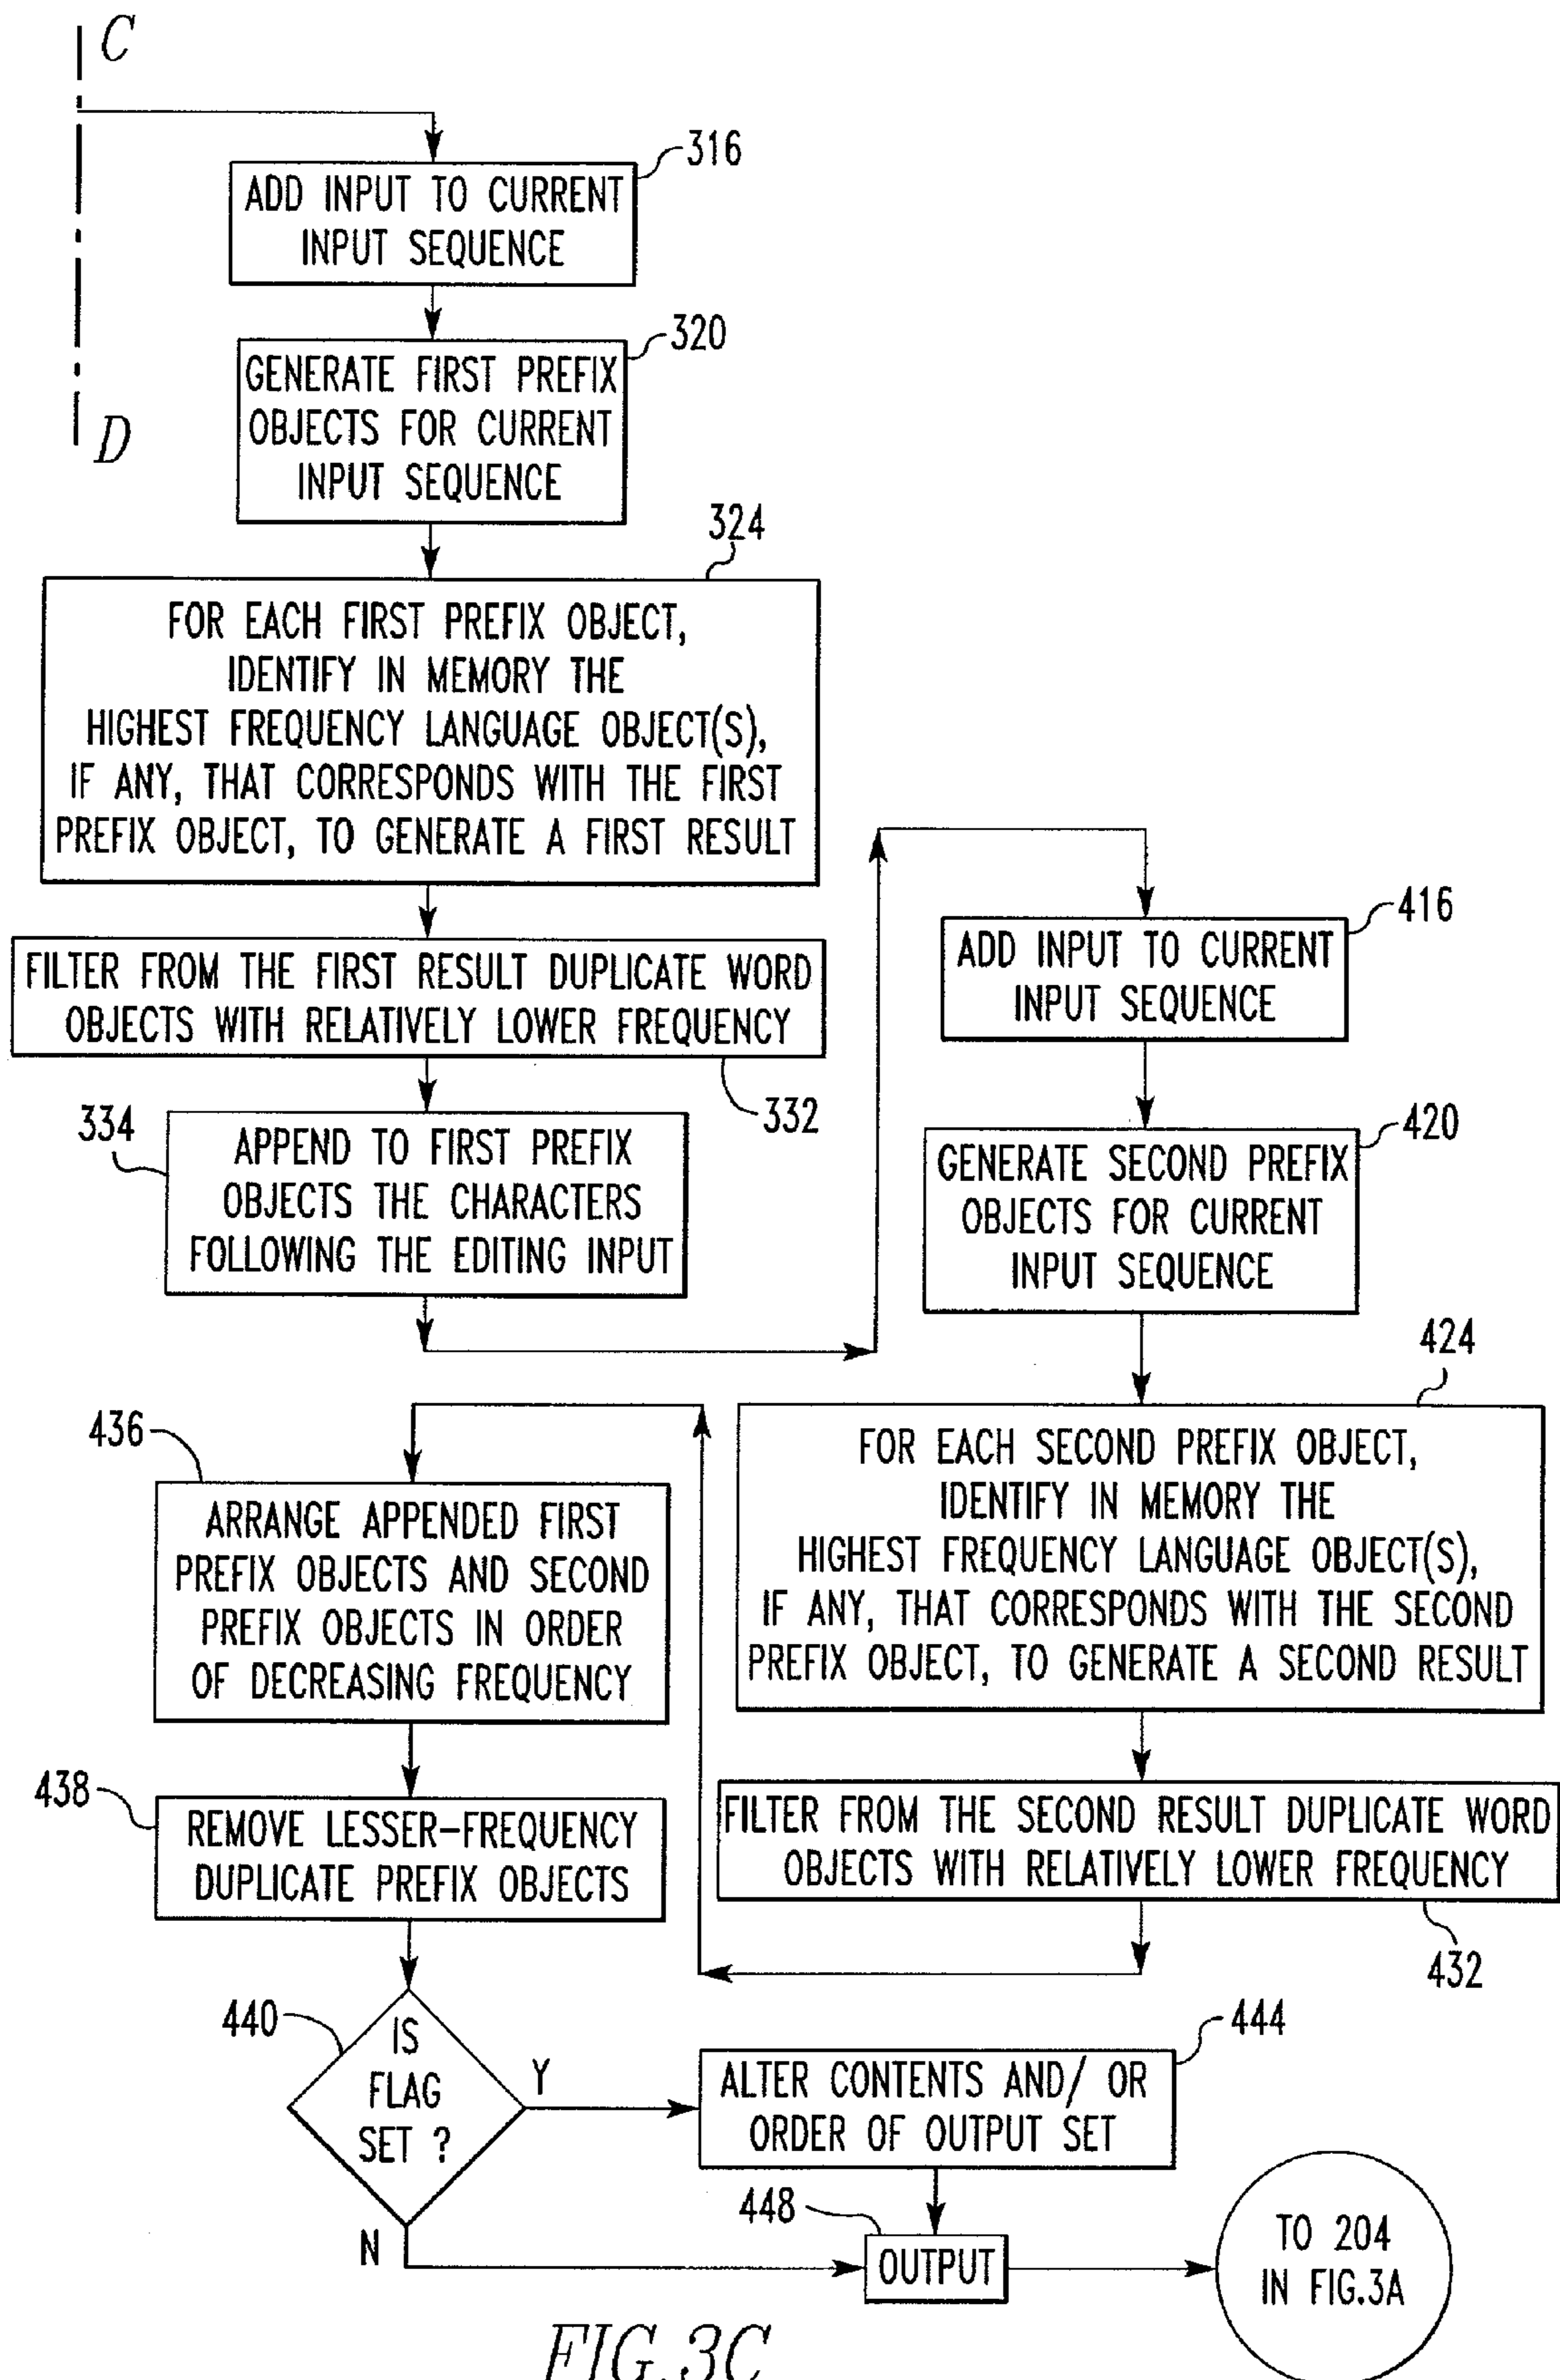 C
316
ADD INPUT TO CURRENT
INPUT SEQUENCE
320
GENERATE FIRST PREFIX
OBJECTS FOR CURRENT
INPUT SEQUENCE
D
324
FOR EACH FIRST PREFIX OBJECT,
IDENTIFY IN MEMORY THE
HIGHEST FREQUENCY LANGUAGE OBJECT(S),
IF ANY, THAT CORRESPONDS WITH THE FIRST
PREFIX OBJECT, TO GENERATE A FIRST RESULT
FILTER FROM THE FIRST RESULT DUPLICATE WORD
OBJECTS WITH RELATIVELY LOWER FREQUENCY
332
334
APPEND TO FIRST PREFIX
OBJECTS THE CHARACTERS
FOLLOWING THE EDITING INPUT
416
ADD INPUT TO CURRENT
INPUT SEQUENCE
420
GENERATE SECOND PREFIX
OBJECTS FOR CURRENT
INPUT SEQUENCE
424
FOR EACH SECOND PREFIX OBJECT,
IDENTIFY IN MEMORY THE
HIGHEST FREQUENCY LANGUAGE OBJECT(S),
IF ANY, THAT CORRESPONDS WITH THE SECOND
PREFIX OBJECT, TO GENERATE A SECOND RESULT
FILTER FROM THE SECOND RESULT DUPLICATE WORD
OBJECTS WITH RELATIVELY LOWER FREQUENCY
432
436
ARRANGE APPENDED FIRST
PREFIX OBJECTS AND SECOND
PREFIX OBJECTS IN ORDER
OF DECREASING FREQUENCY
438
REMOVE LESSER-FREQUENCY
DUPLICATE PREFIX OBJECTS
440
IS
FLAG
SET ?
Y
N
444
ALTER CONTENTS AND/ OR
ORDER OF OUTPUT SET
448
OUTPUT
TO 204
IN FIG.3A
FIG.3C